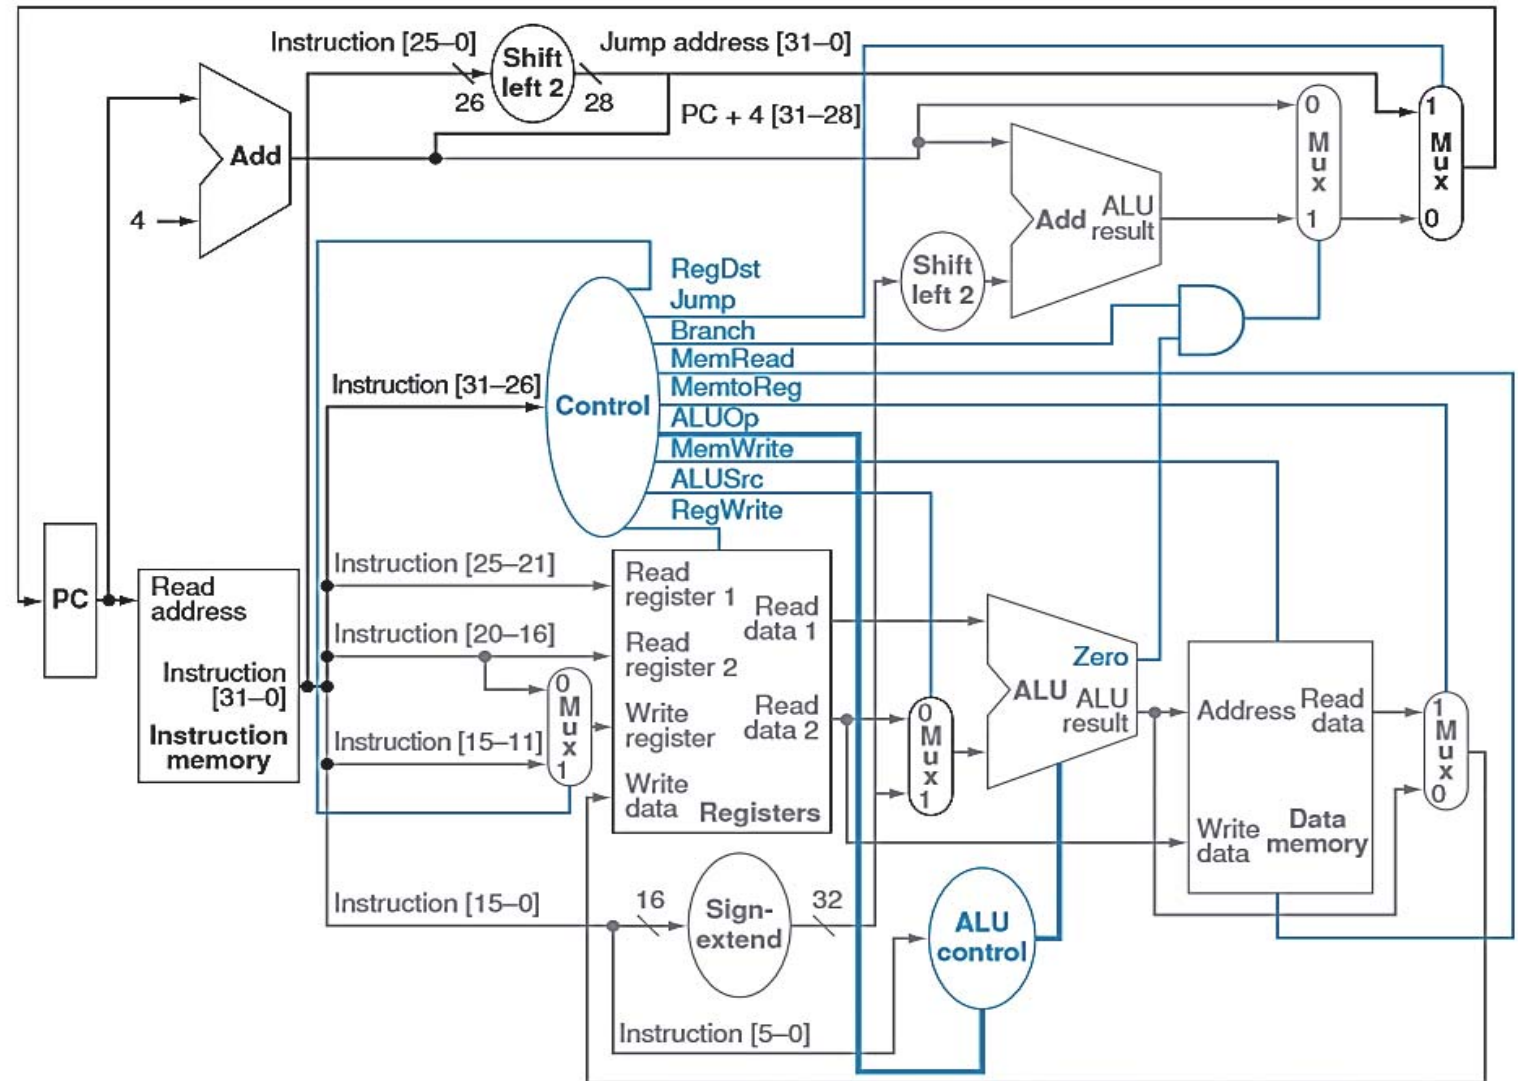 Instruction [25–0]
Shift
left 2
Jump address [31–0]
26
28
PC + 4 [31–28]
Add
4
0
Mux
1
1
Mux
0
Add
ALU
result
Shift
left 2
RegDst
Jump
Branch
MemRead
MemtoReg
ALUOp
MemWrite
ALUSrc
RegWrite
Instruction [31–26]
Control
PC
Read
address
Instruction
[31–0]
Instruction
memory
Instruction [25–21]
Instruction [20–16]
Instruction [15–11]
0
Mux
1
Read
register 1
Read
register 2
Write
register
Write
data
Read
data 1
Read
data 2
Registers
0
Mux
1
Zero
ALU
ALU
result
Address
Read
data
Write
data
Data
memory
1
Mux
0
Instruction [15–0]
16
Sign-
extend
32
ALU
control
Instruction [5–0]